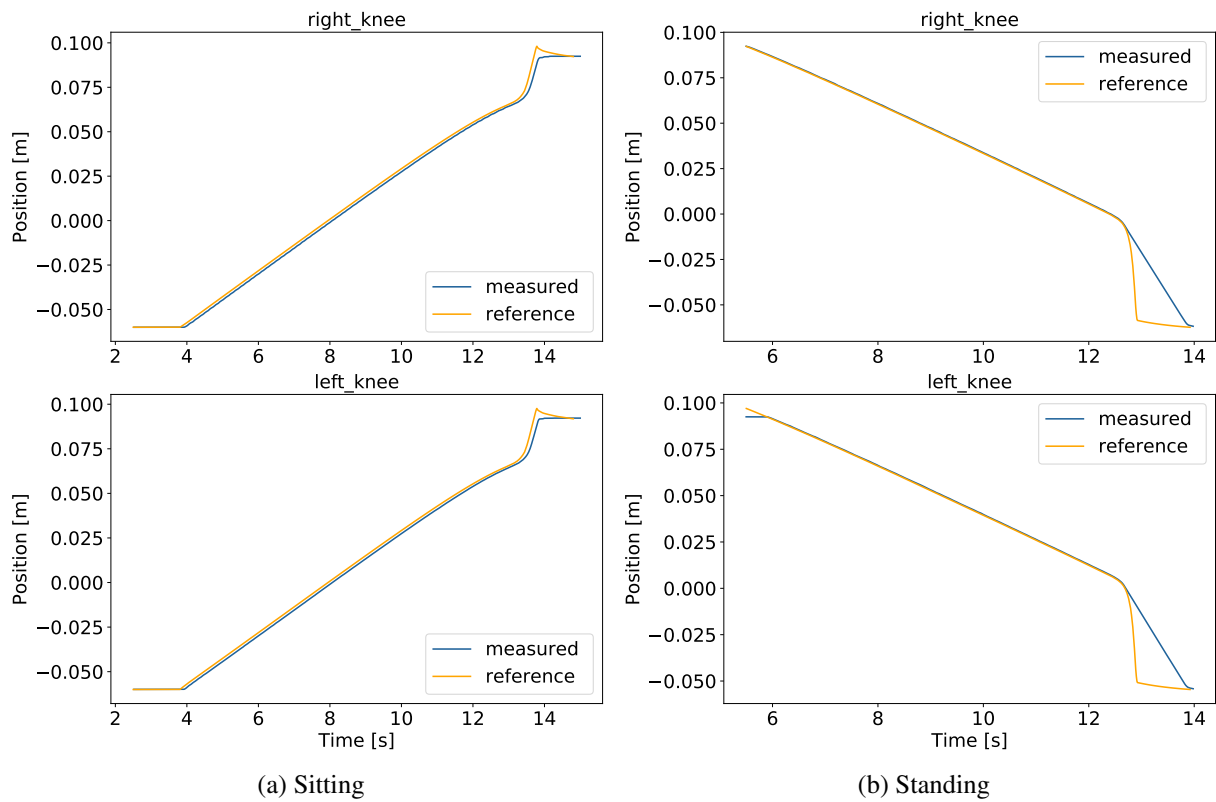 right_knee
0.100
0.075
0.050
0.025
0.000
−0.025
−0.050
Position [m]
measured
reference
2 4 6 8 10 12 14
left_knee
0.100
0.075
0.050
0.025
0.000
−0.025
−0.050
Position [m]
measured
reference
2 4 6 8 10 12 14
Time [s]
(a) Sitting
right_knee
0.100
0.075
0.050
0.025
0.000
−0.025
−0.050
Position [m]
measured
reference
6 8 10 12 14
left_knee
0.100
0.075
0.050
0.025
0.000
−0.025
−0.050
Position [m]
measured
reference
6 8 10 12 14
Time [s]
(b) Standing